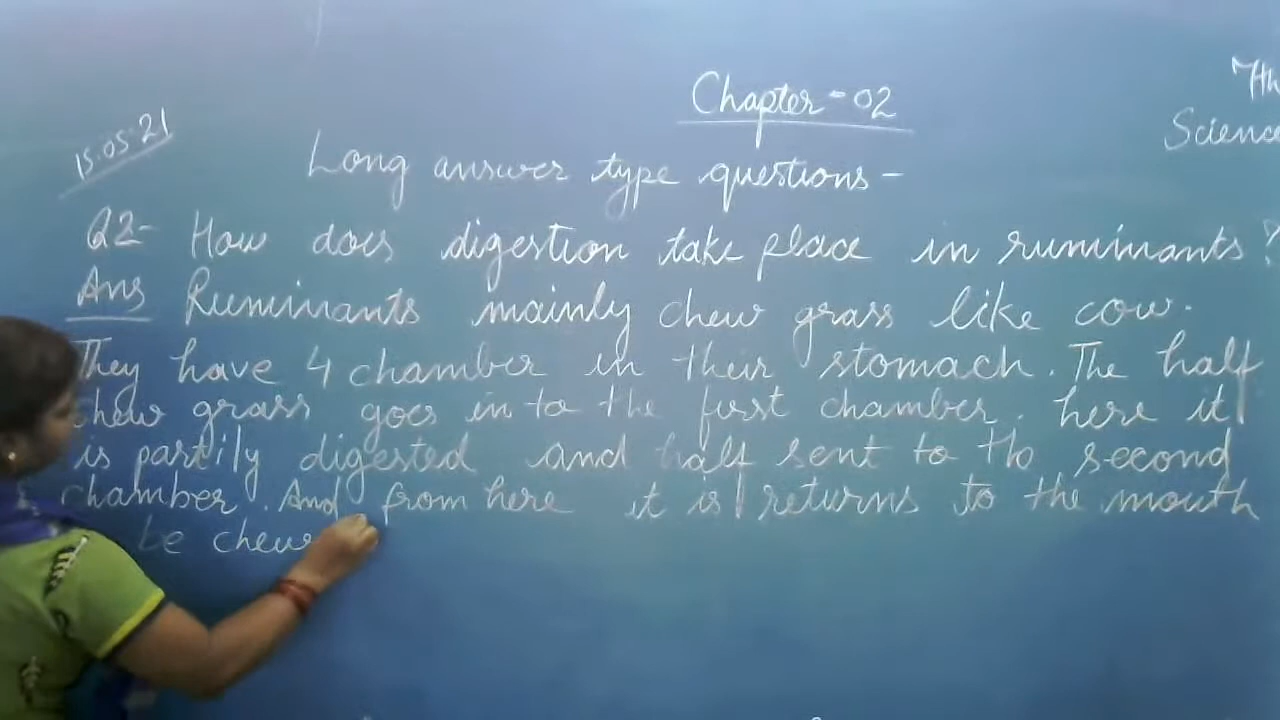 Chapter - 02
7th
Science
15.05.21
Long answer type questions -
Q2- How does digestion take place in ruminants?
Ans Ruminants mainly chew grass like cow.
They have 4 chamber in their stomach. The half
chew grass goes in to the first chamber. here it
is partily digested and half sent to tho second
chamber. And from here it is returns to the mouth
be chew